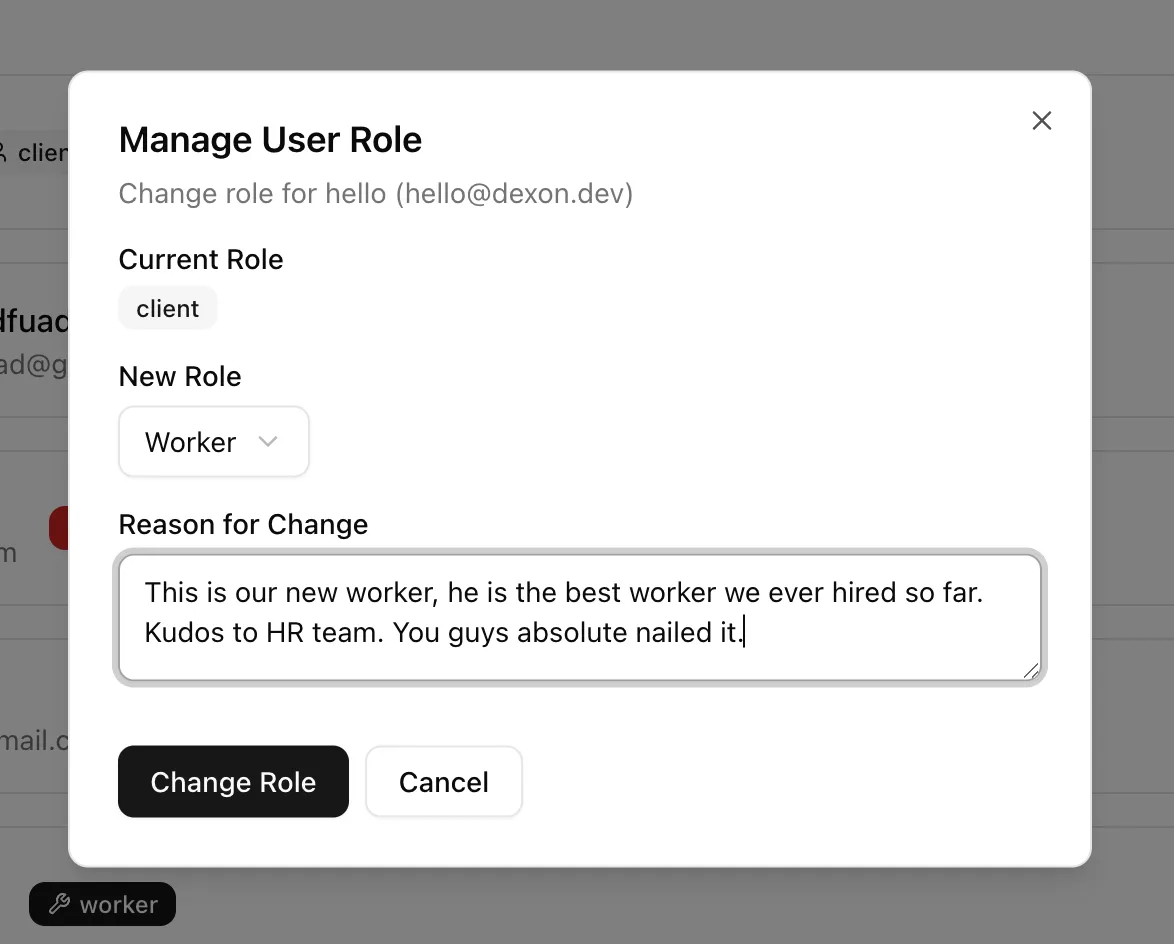 Manage User Role
Change role for hello (hello@dexon.dev)
clien
Current Role
client
dfuad
ad@g
New Role
Worker
Reason for Change
m
This is our new worker, he is the best worker we ever hired so far.
Kudos to HR team. You guys absolute nailed it.
mail.c
Change Role
Cancel
worker